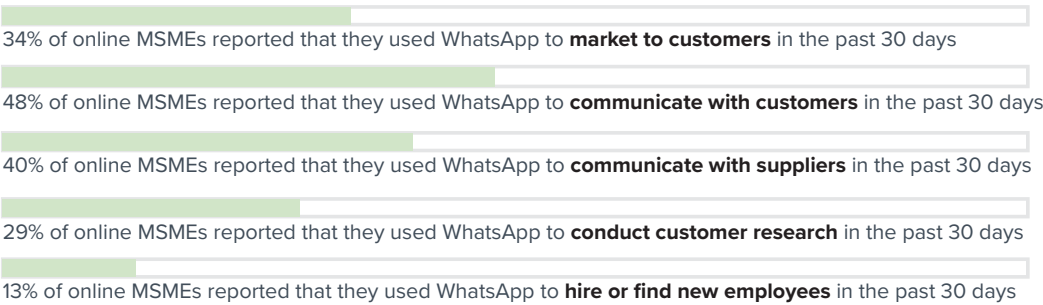 34% of online MSMEs reported that they used WhatsApp to market to customers in the past 30 days
48% of online MSMEs reported that they used WhatsApp to communicate with customers in the past 30 days
40% of online MSMEs reported that they used WhatsApp to communicate with suppliers in the past 30 days
29% of online MSMEs reported that they used WhatsApp to conduct customer research in the past 30 days
13% of online MSMEs reported that they used WhatsApp to hire or find new employees in the past 30 days